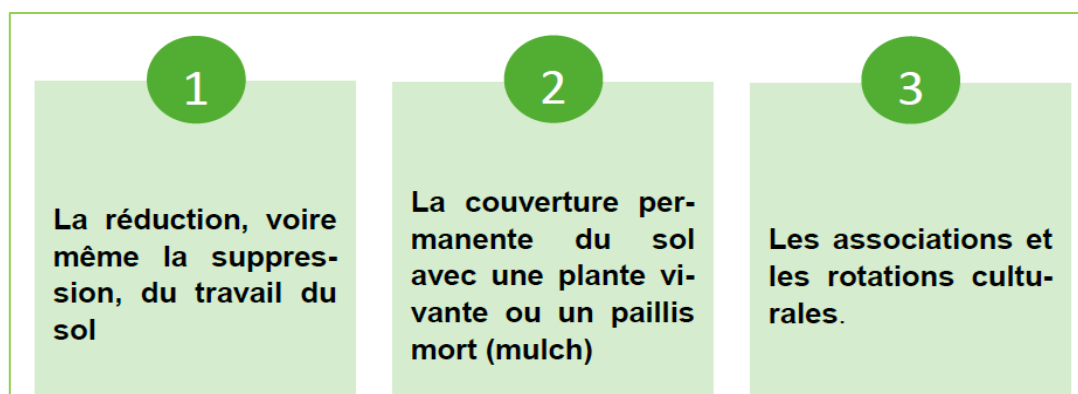 1
La réduction, voire
même la suppres-
sion, du travail du
sol
2
La couverture per-
manente du sol
avec une plante vi-
vante ou un paillis
mort (mulch)
3
Les associations et
les rotations cultu-
rales.